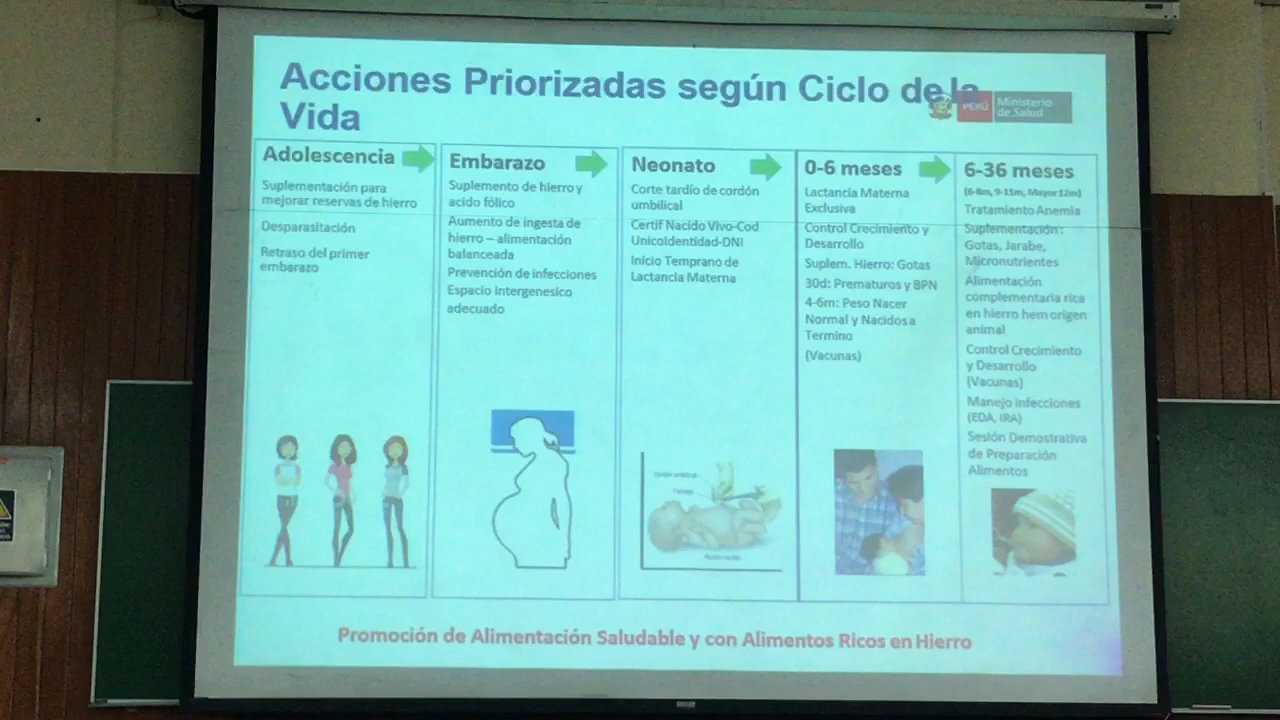 Acciones Priorizadas según Ciclo de la
Vida
PERÚ
Ministerio
de Salud
Adolescencia
Suplementación para
mejorar reservas de hierro
Desparasitación
Retraso del primer
embarazo
Embarazo
Suplemento de hierro y
acido fólico
Aumento de ingesta de
hierro – alimentación
balanceada
Prevención de infecciones
Espacio intergenesico
adecuado
Neonato
Corte tardío de cordón
umbilical
Certif Nacido Vivo-Cod
UnicoIdentidad-DNI
Inicio Temprano de
Lactancia Materna
0-6 meses
Lactancia Materna
Exclusiva
Control Crecimiento y
Desarrollo
Suplem. Hierro: Gotas
30d: Prematuros y BPN
4-6m: Peso Nacer
Normal y Nacidos a
Termino
(Vacunas)
6-36 meses
(6-8m, 9-11m, Mayor 12m)
Tratamiento Anemia
Suplementación:
Gotas, Jarabe,
Micronutrientes
Alimentación
complementaria rica
en hierro hem origen
animal
Control Crecimiento
y Desarrollo
(Vacunas)
Manejo infecciones
(EDA, IRA)
Sesión Demostrativa
de Preparación
Alimentos
Promoción de Alimentación Saludable y con Alimentos Ricos en Hierro